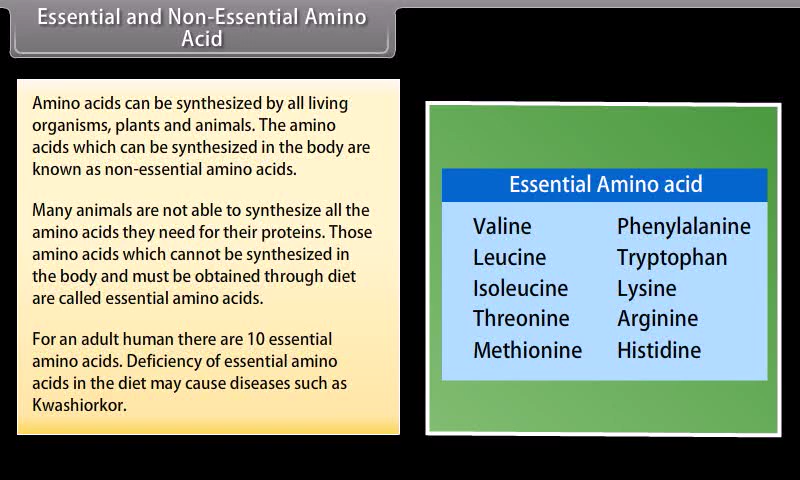 Essential and Non-Essential Amino
Acid
Amino acids can be synthesized by all living
organisms, plants and animals. The amino
acids which can be synthesized in the body are
known as non-essential amino acids.
Many animals are not able to synthesize all the
amino acids they need for their proteins. Those
amino acids which cannot be synthesized in
the body and must be obtained through diet
are called essential amino acids.
For an adult human there are 10 essential
amino acids. Deficiency of essential amino
acids in the diet may cause diseases such as
Kwashiorkor.
Essential Amino acid
Valine Phenylalanine
Leucine Tryptophan
Isoleucine Lysine
Threonine Arginine
Methionine Histidine